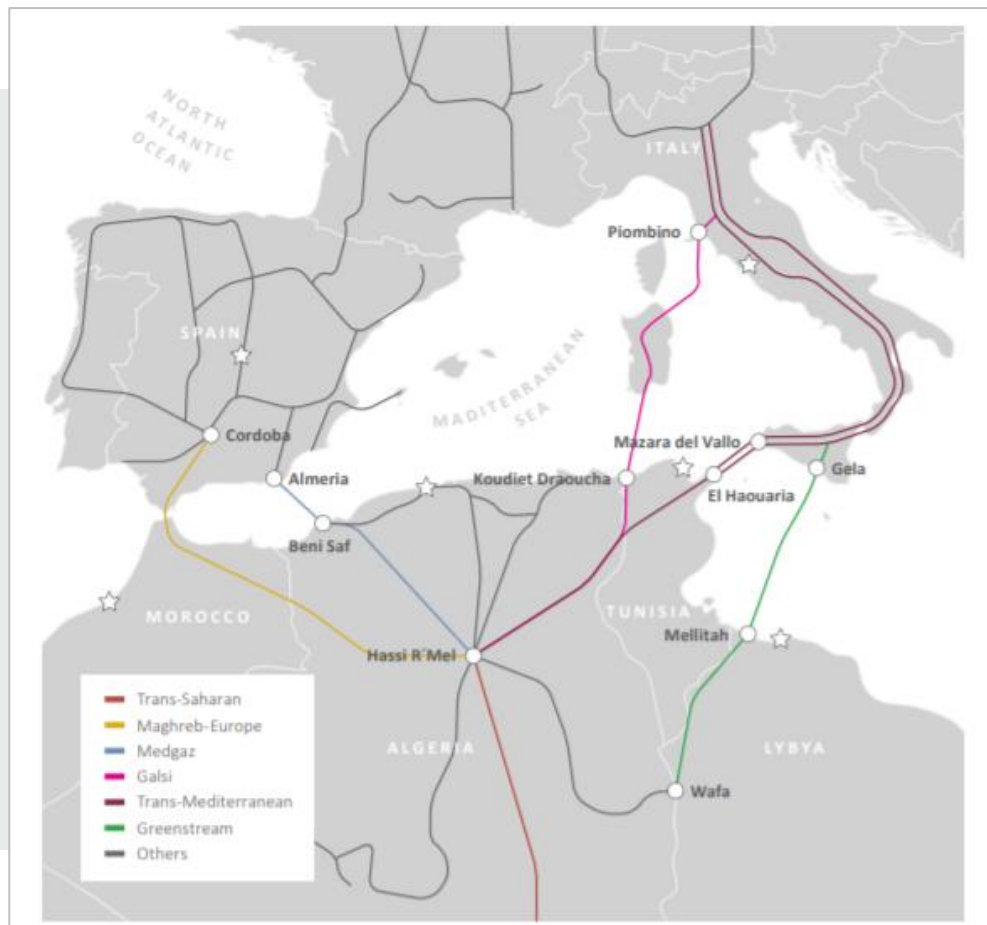 NORTH
ATLANTIC
OCEAN
ITALY
Piombino
SPAIN
MADITERRANEAN
SEA
Cordoba
Mazara del Vallo
Almeria
Koudiet Draoucha
Gela
El Haouaria
Beni Saf
MOROCCO
TUNISIA
Mellitah
Hassi R´Mel
Trans-Saharan
Maghreb-Europe
Medgaz
Galsi
Trans-Mediterranean
Greenstream
Others
ALGERIA
LYBYA
Wafa